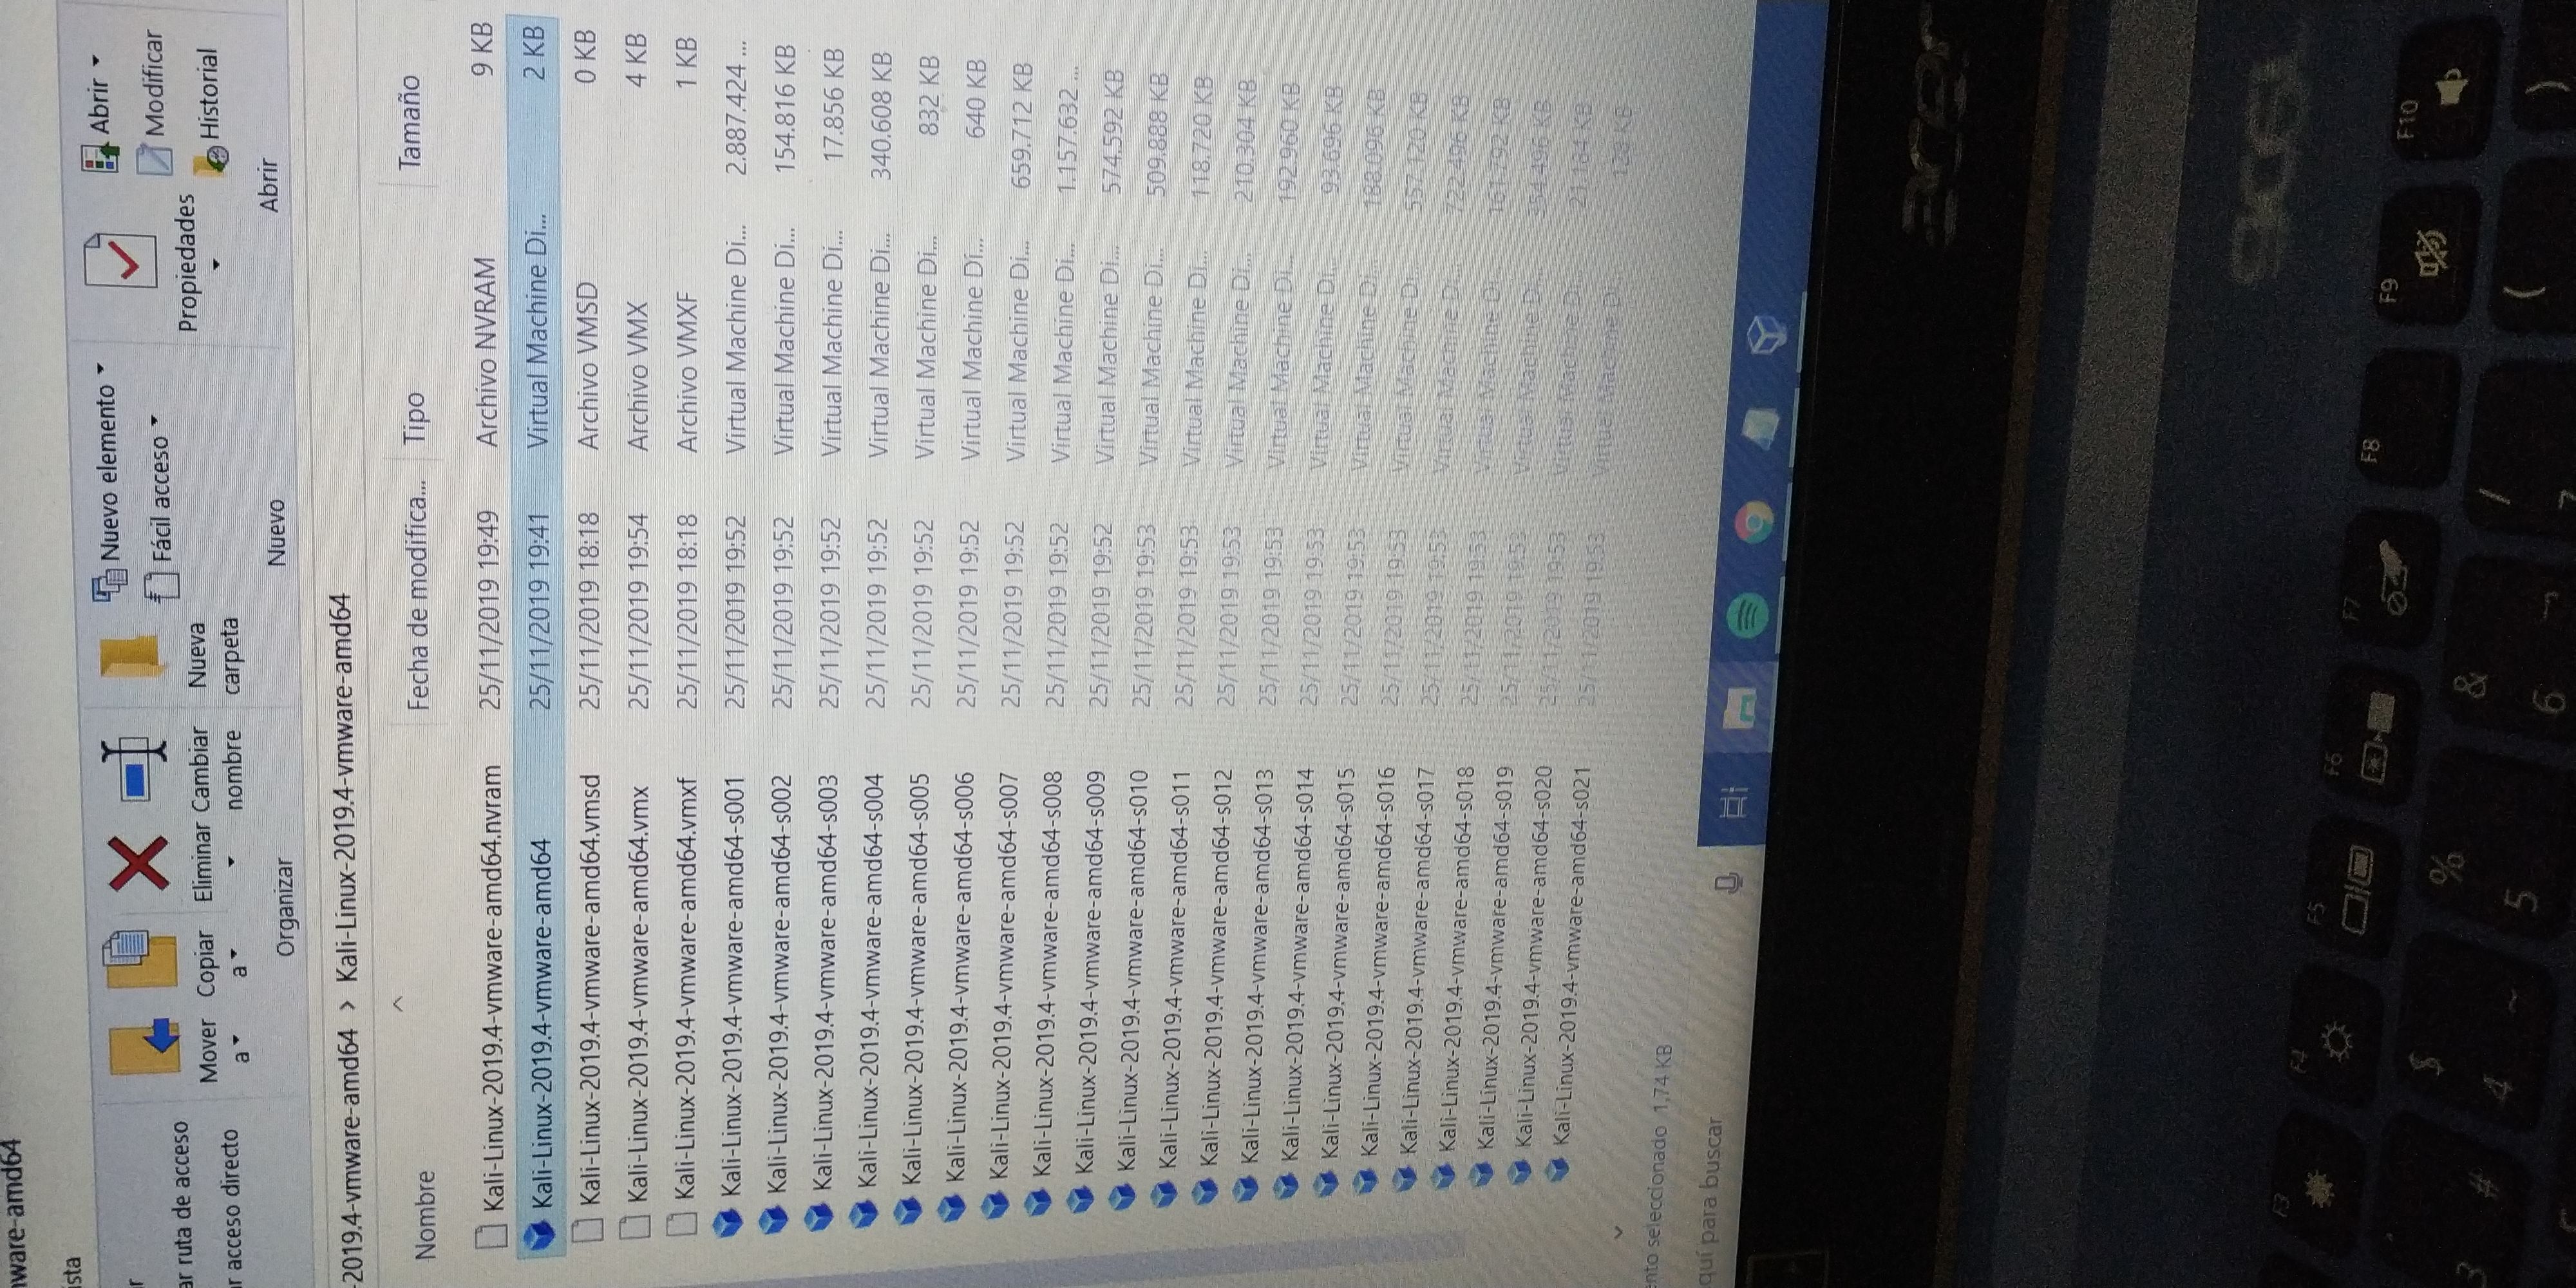 ware-amd64
ista
r
ar ruta de acceso
r acceso directo
Mover a
Copiar a
Eliminar
Cambiar nombre
Organizar
Nueva carpeta
Nuevo elemento
Fácil acceso
Nuevo
Propiedades
Abrir
Modificar
Historial
Abrir
-2019.4-vmware-amd64 > Kali-Linux-2019.4-vmware-amd64
Nombre Fecha de modifica... Tipo Tamaño
Kali-Linux-2019.4-vmware-amd64.nvram 25/11/2019 19:49 Archivo NVRAM 9 KB
Kali-Linux-2019.4-vmware-amd64 25/11/2019 19:41 Virtual Machine Di... 2 KB
Kali-Linux-2019.4-vmware-amd64.vmsd 25/11/2019 18:18 Archivo VMSD 0 KB
Kali-Linux-2019.4-vmware-amd64.vmx 25/11/2019 19:54 Archivo VMX 4 KB
Kali-Linux-2019.4-vmware-amd64.vmxf 25/11/2019 18:18 Archivo VMXF 1 KB
Kali-Linux-2019.4-vmware-amd64-s001 25/11/2019 19:52 Virtual Machine Di... 2.887.424 ...
Kali-Linux-2019.4-vmware-amd64-s002 25/11/2019 19:52 Virtual Machine Di... 154.816 KB
Kali-Linux-2019.4-vmware-amd64-s003 25/11/2019 19:52 Virtual Machine Di... 17.856 KB
Kali-Linux-2019.4-vmware-amd64-s004 25/11/2019 19:52 Virtual Machine Di... 340.608 KB
Kali-Linux-2019.4-vmware-amd64-s005 25/11/2019 19:52 Virtual Machine Di... 832 KB
Kali-Linux-2019.4-vmware-amd64-s006 25/11/2019 19:52 Virtual Machine Di... 640 KB
Kali-Linux-2019.4-vmware-amd64-s007 25/11/2019 19:52 Virtual Machine Di... 659.712 KB
Kali-Linux-2019.4-vmware-amd64-s008 25/11/2019 19:52 Virtual Machine Di... 1.157.632 ...
Kali-Linux-2019.4-vmware-amd64-s009 25/11/2019 19:52 Virtual Machine Di... 574.592 KB
Kali-Linux-2019.4-vmware-amd64-s010 25/11/2019 19:53 Virtual Machine Di... 509.888 KB
Kali-Linux-2019.4-vmware-amd64-s011 25/11/2019 19:53 Virtual Machine Di... 118.720 KB
Kali-Linux-2019.4-vmware-amd64-s012 25/11/2019 19:53 Virtual Machine Di... 210.304 KB
Kali-Linux-2019.4-vmware-amd64-s013 25/11/2019 19:53 Virtual Machine Di... 192.960 KB
Kali-Linux-2019.4-vmware-amd64-s014 25/11/2019 19:53 Virtual Machine Di... 93.696 KB
Kali-Linux-2019.4-vmware-amd64-s015 25/11/2019 19:53 Virtual Machine Di... 188.096 KB
Kali-Linux-2019.4-vmware-amd64-s016 25/11/2019 19:53 Virtual Machine Di... 557.120 KB
Kali-Linux-2019.4-vmware-amd64-s017 25/11/2019 19:53 Virtual Machine Di... 722.496 KB
Kali-Linux-2019.4-vmware-amd64-s018 25/11/2019 19:53 Virtual Machine Di... 161.792 KB
Kali-Linux-2019.4-vmware-amd64-s019 25/11/2019 19:53 Virtual Machine Di... 354.496 KB
Kali-Linux-2019.4-vmware-amd64-s020 25/11/2019 19:53 Virtual Machine Di... 21.184 KB
Kali-Linux-2019.4-vmware-amd64-s021 25/11/2019 19:53 Virtual Machine Di... 128 KB
ento seleccionado 1,74 KB
quí para buscar
acer
acer
F3 F4 F5 F6 F7 F8 F9 F10
$ % & / ( )
3 # 4 ~ 5 6 ¬ 7